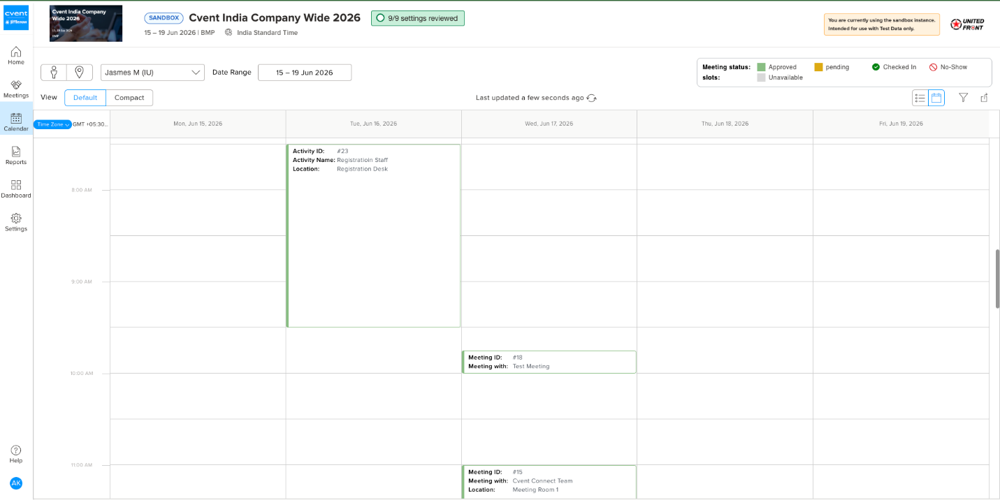 cvent
jifflenow
Cvent India Company
Wide 2026
15-19 Jun 2026
BMP
SANDBOX
Cvent India Company Wide 2026
9/9 settings reviewed
15 – 19 Jun 2026 | BMP
India Standard Time
You are currently using the sandbox instance.
Intended for use with Test Data only.
UNITED
FRONT
Home
Meetings
Calendar
Reports
Dashboard
Settings
Help
AK
Jasmes M (IU)
Date Range
15 – 19 Jun 2026
Meeting status:
Approved
pending
Checked In
No-Show
slots:
Unavailable
View
Default
Compact
Last updated a few seconds ago
Time Zone
GMT +05:30...
Mon, Jun 15, 2026
Tue, Jun 16, 2026
Wed, Jun 17, 2026
Thu, Jun 18, 2026
Fri, Jun 19, 2026
Activity ID: #23
Activity Name: Registratioin Staff
Location: Registration Desk
8:00 AM
9:00 AM
Meeting ID: #18
Meeting with: Test Meeting
10:00 AM
11:00 AM
Meeting ID: #15
Meeting with: Cvent Connect Team
Location: Meeting Room 1